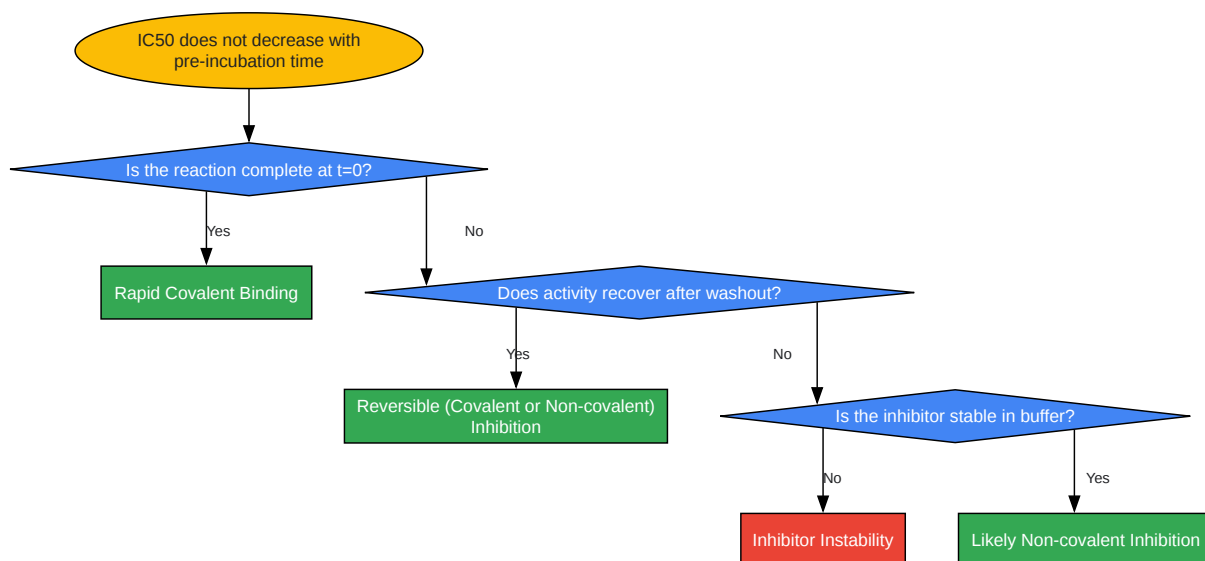 IC50 does not decrease with
pre-incubation time
Is the reaction complete at t=0?
Yes
No
Rapid Covalent Binding
Does activity recover after washout?
Yes
No
Reversible (Covalent or Non-covalent)
Inhibition
Is the inhibitor stable in buffer?
No
Yes
Inhibitor Instability
Likely Non-covalent Inhibition